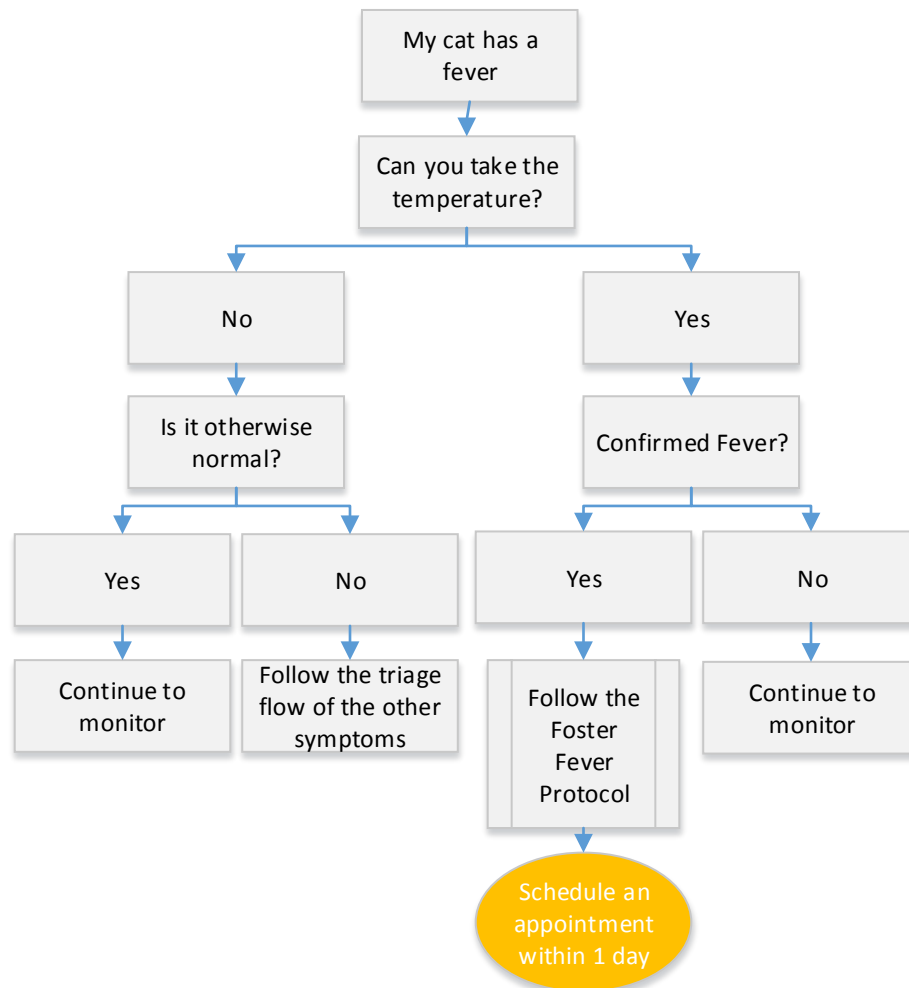 My cat has a
fever
Can you take the
temperature?
No
Yes
Is it otherwise
normal?
Confirmed Fever?
Yes
No
Yes
No
Continue to
monitor
Follow the triage
flow of the other
symptoms
Follow the
Foster
Fever
Protocol
Continue to
monitor
Schedule an
appointment
within 1 day